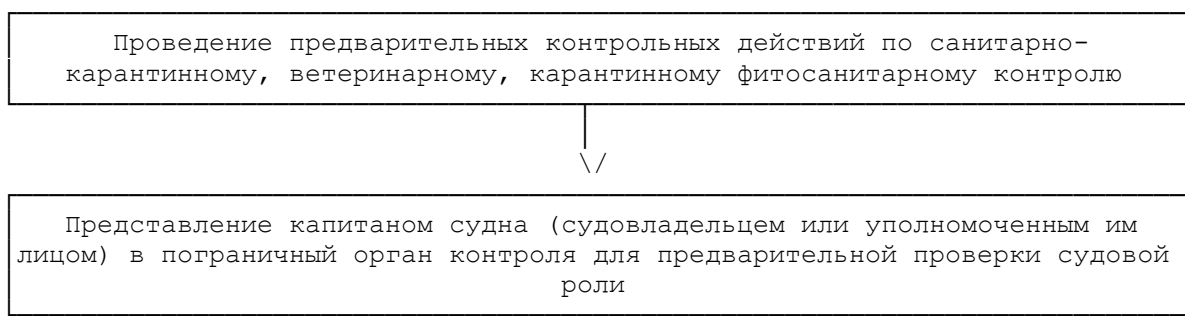 Проведение предварительных контрольных действий по санитарно-
карантинному, ветеринарному, карантинному фитосанитарному контролю
\/
Представление капитаном судна (судовладельцем или уполномоченным им
лицом) в пограничный орган контроля для предварительной проверки судовой
роли